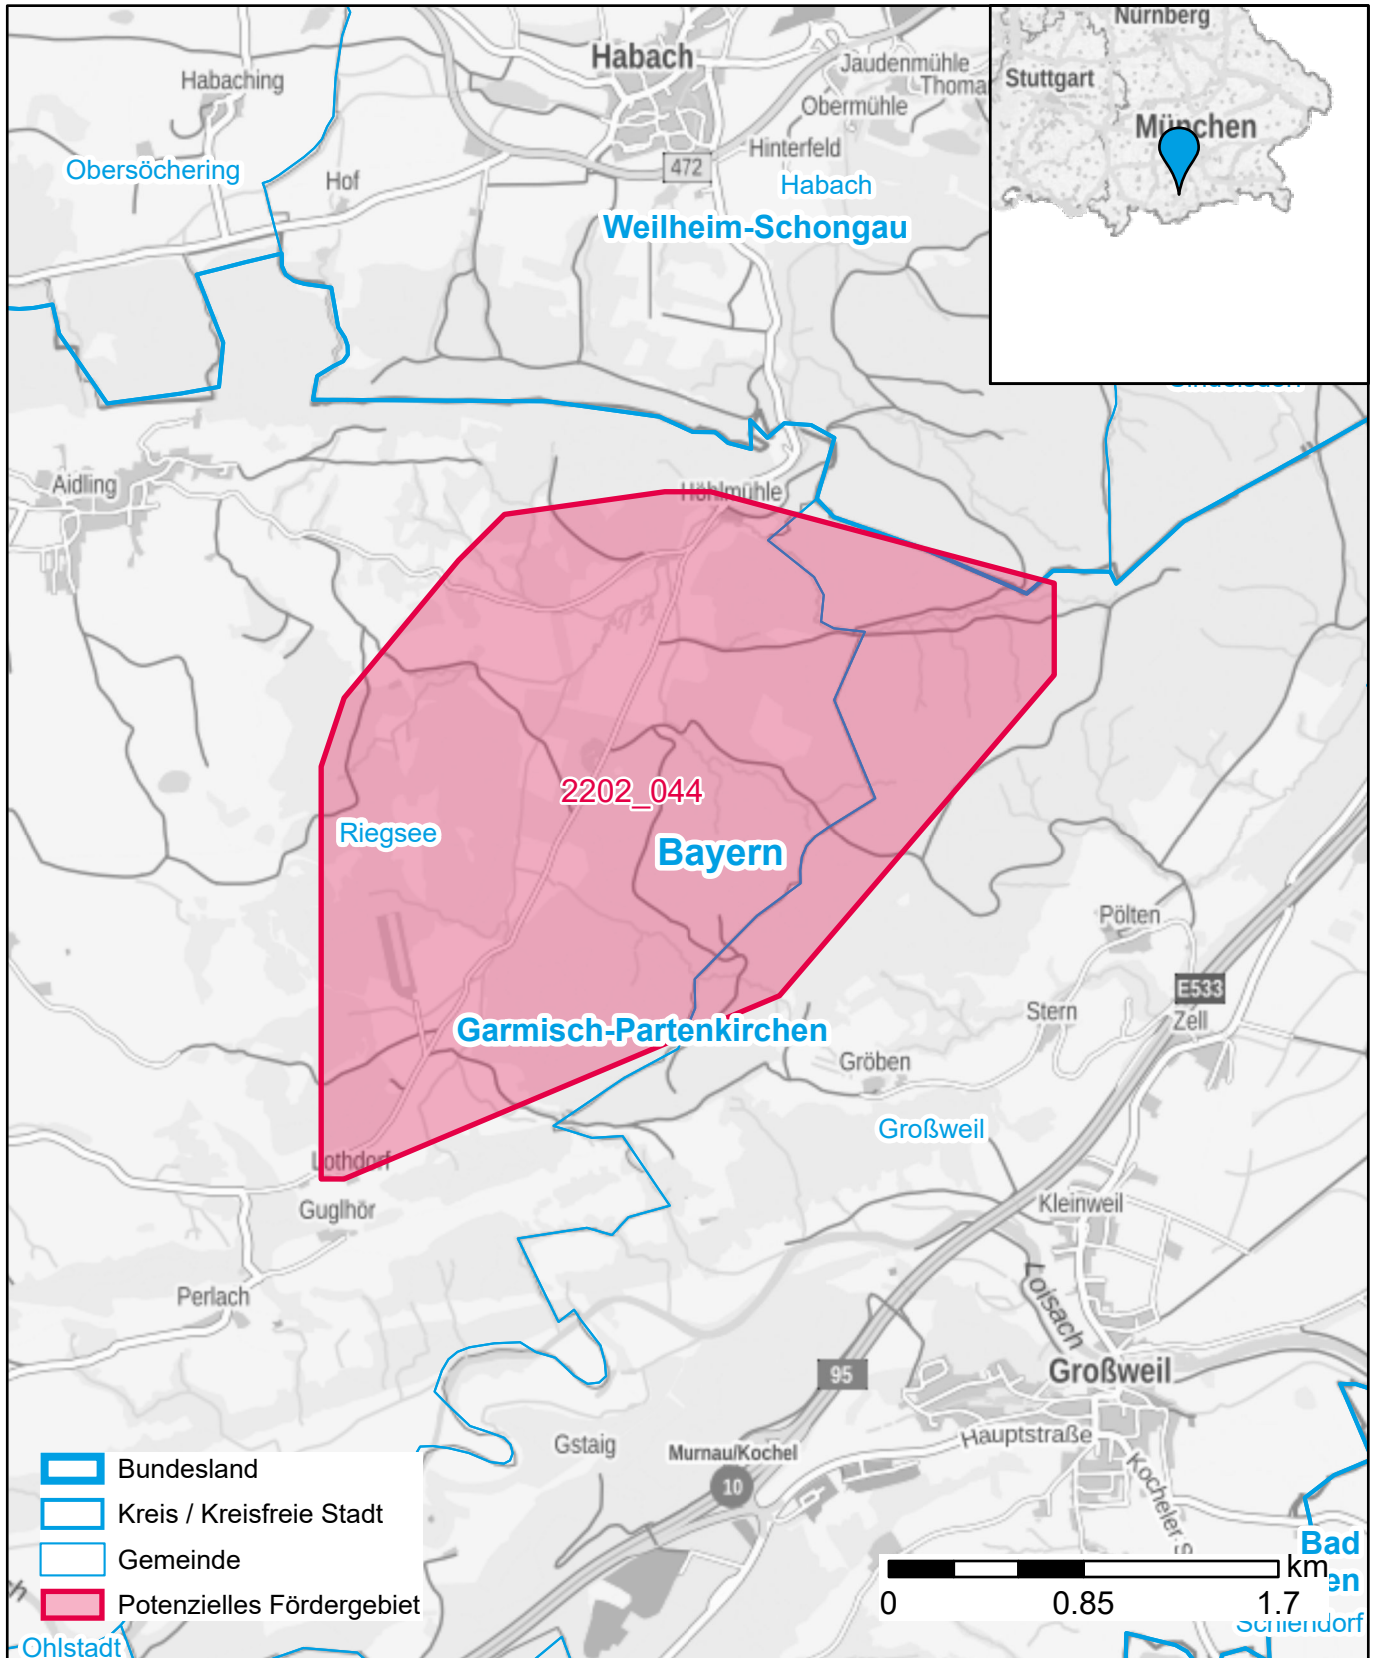 Nürnberg
Stuttgart
München
Habach
Habaching
Jaudenmühle
Thoma
Obermühle
Hinterfeld
472
Obersöchering
Hof
Habach
Weilheim-Schongau
Aidling
Höhlmühle
2202_044
Riegsee
Bayern
Pölten
E533
Stern
Zell
Garmisch-Partenkirchen
Gröben
Großweil
Lothdorf
Guglhör
Kleinweil
Perlach
Loisach
95
Großweil
Gstaig
Murnau/Kochel
Hauptstraße
10
Kocheler-S
Bundesland
Kreis / Kreisfreie Stadt
Gemeinde
Potenzielles Fördergebiet
Bad
en
km
0 0.85 1.7
Schlehdorf
Ohlstadt